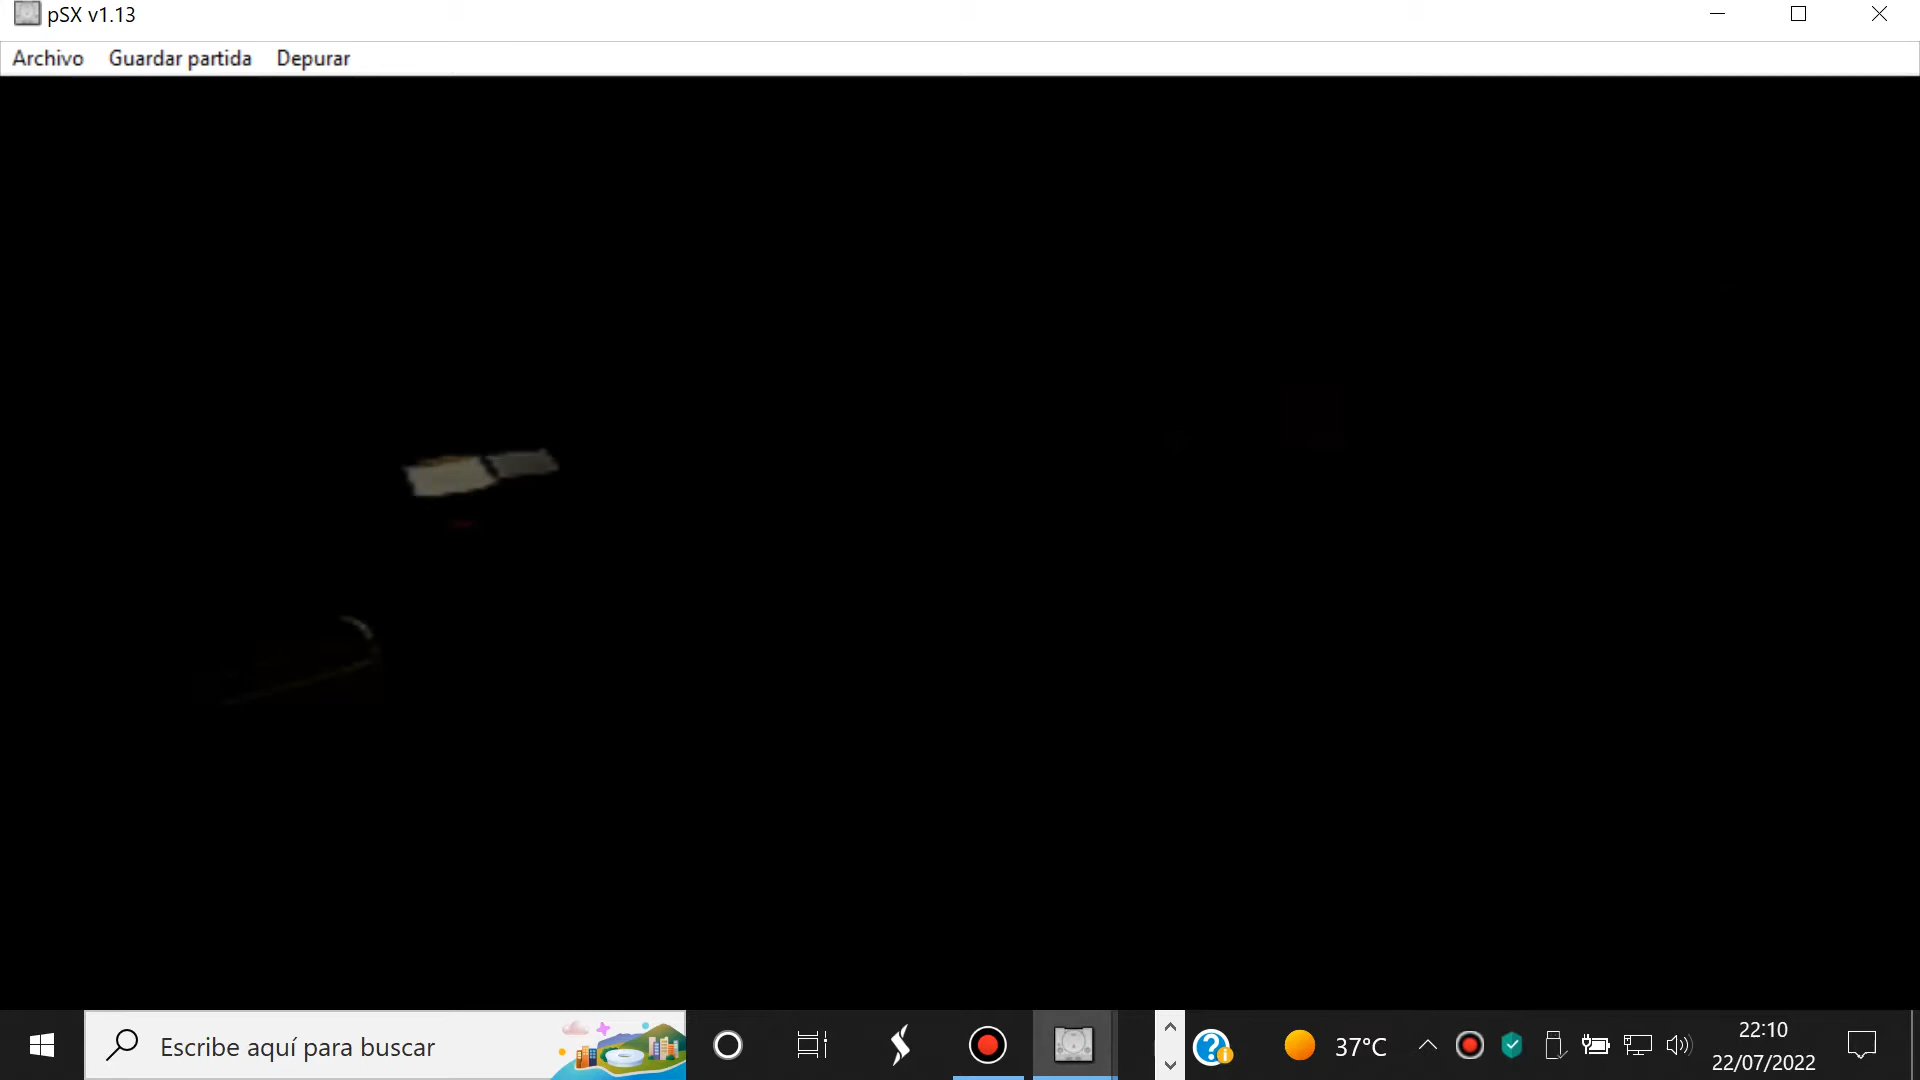 pSX v1.13
Archivo Guardar partida Depurar
Escribe aquí para buscar
37°C
22:10
22/07/2022